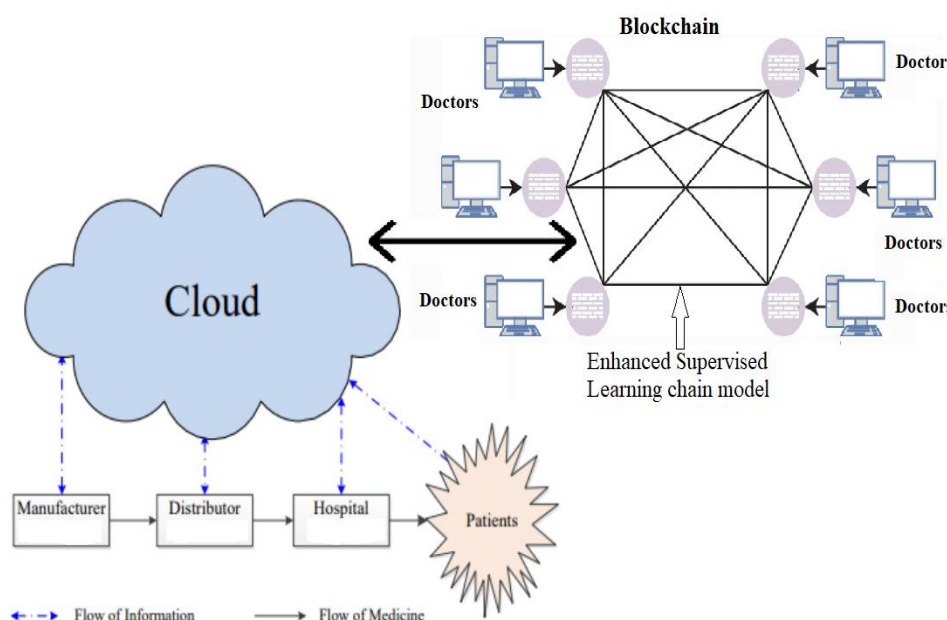 Blockchain
Doctors
Doctor
Doctors
Doctors
Doctors
Cloud
Enhanced Supervised
Learning chain model
Manufacturer
Distributor
Hospital
Patients
Flow of Information
Flow of Medicine